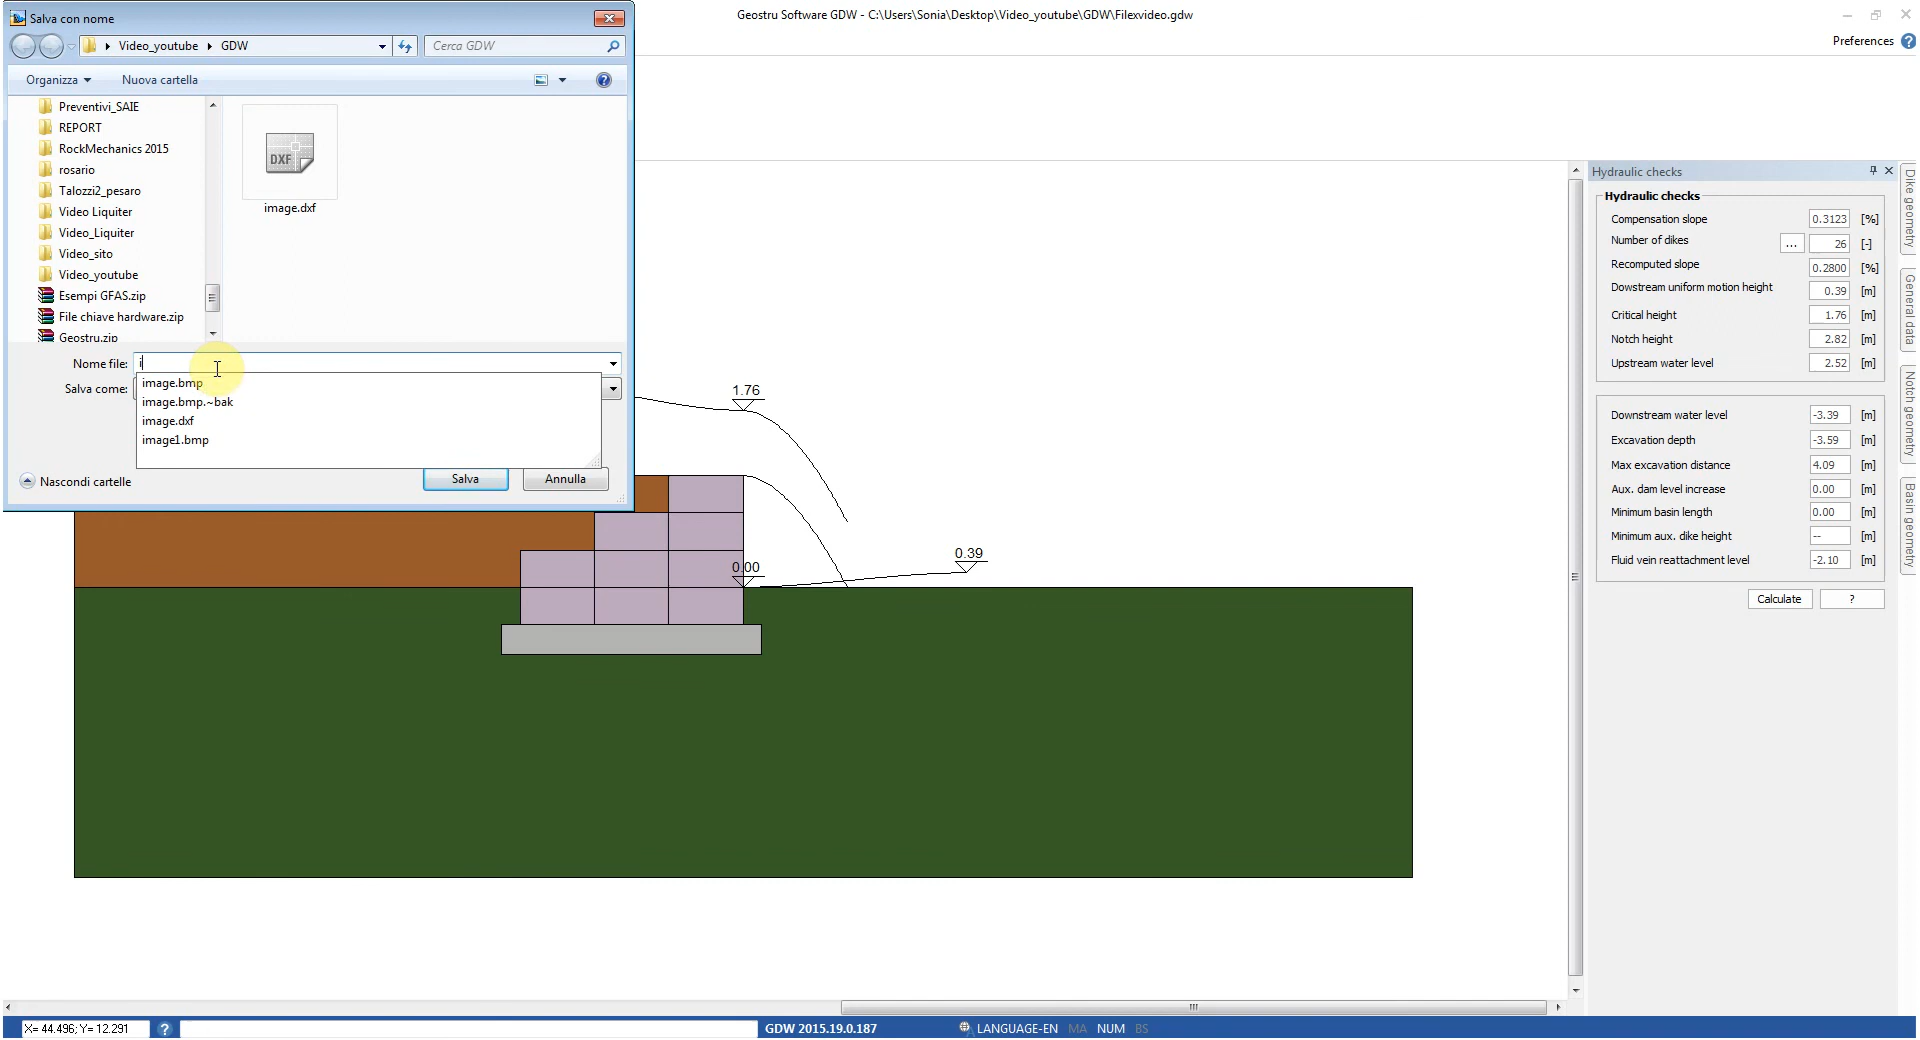 Salva con nome
Geostru Software GDW - C:\Users\Sonia\Desktop\Video_youtube\GDW\Filexvideo.gdw
Video_youtube
GDW
Cerca GDW
Preferences ?
Organizza
Nuova cartella
?
Preventivi_SAIE
REPORT
RockMechanics 2015
rosario
Talozzi2_pesaro
Video Liquiter
Video_Liquiter
Video_sito
Video_youtube
Esempi GFAS.zip
File chiave hardware.zip
Geostru.zip
DXF
image.dxf
Nome file: i
Salva come:
image.bmp
image.bmp.~bak
image.dxf
image1.bmp
Nascondi cartelle
Salva
Annulla
1.76
0.00
0.39
Hydraulic checks
Hydraulic checks
Compensation slope 0.3123 [%]
Number of dikes ... 26 [-]
Recomputed slope 0.2800 [%]
Dowstream uniform motion height 0.39 [m]
Critical height 1.76 [m]
Notch height 2.82 [m]
Upstream water level 2.52 [m]
Downstream water level -3.39 [m]
Excavation depth -3.59 [m]
Max excavation distance 4.09 [m]
Aux. dam level increase 0.00 [m]
Minimum basin length 0.00 [m]
Minimum aux. dike height -- [m]
Fluid vein reattachment level -2.10 [m]
Calculate ?
Dike geometry
General data
Notch geometry
Basin geometry
X= 44.496; Y= 12.291 ?
GDW 2015.19.0.187
LANGUAGE-EN MA NUM BS